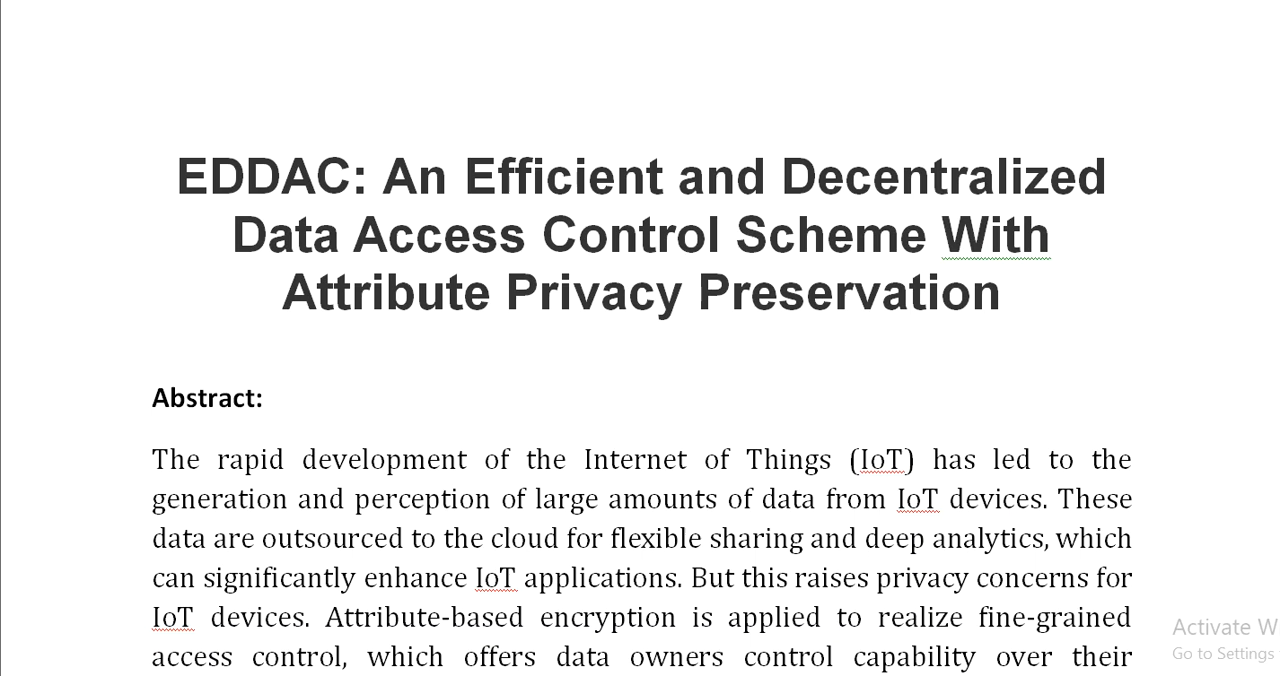 EDDAC: An Efficient and Decentralized
Data Access Control Scheme With
Attribute Privacy Preservation
Abstract:
The rapid development of the Internet of Things (IoT) has led to the
generation and perception of large amounts of data from IoT devices. These
data are outsourced to the cloud for flexible sharing and deep analytics, which
can significantly enhance IoT applications. But this raises privacy concerns for
IoT devices. Attribute-based encryption is applied to realize fine-grained
access control, which offers data owners control capability over their
Activate W
Go to Settings